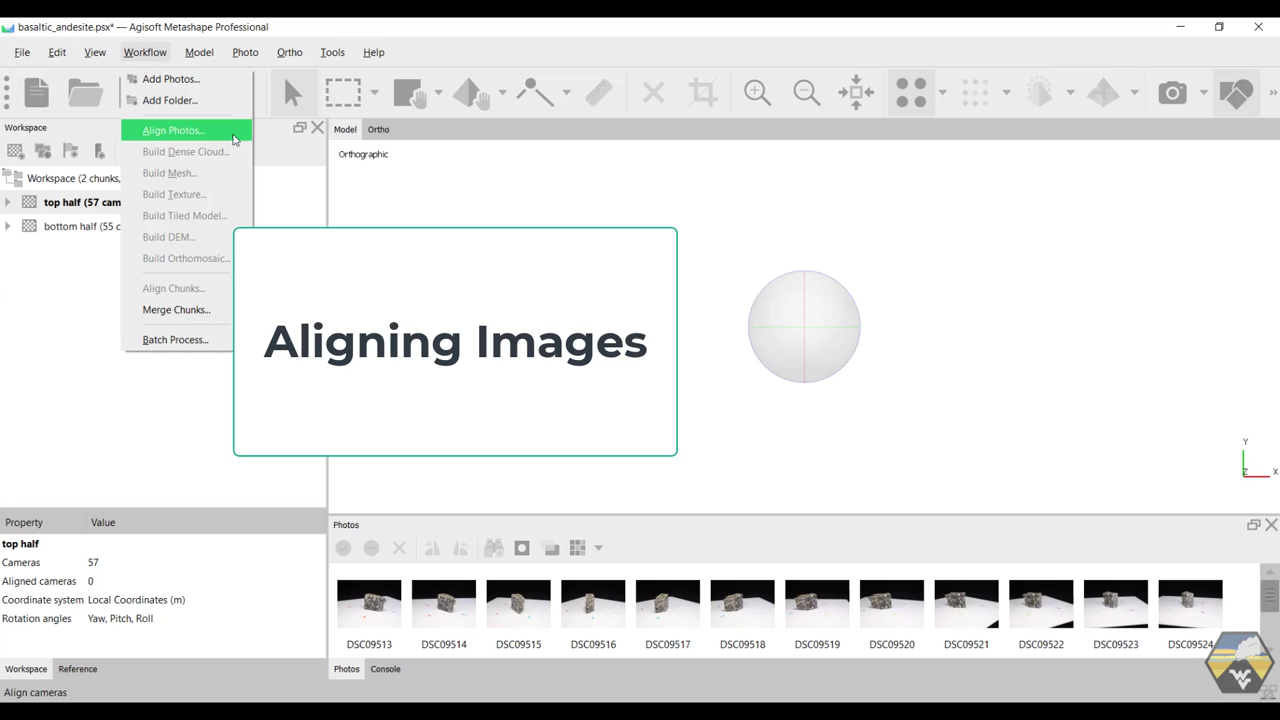 basaltic_andesite.psx* — Agisoft Metashape Professional
File Edit View Workflow Model Photo Ortho Tools Help
Add Photos...
Add Folder...
Align Photos...
Build Dense Cloud...
Build Mesh...
Build Texture...
Build Tiled Model...
Build DEM...
Build Orthomosaic...
Align Chunks...
Merge Chunks...
Batch Process...
Workspace
Workspace (2 chunks,
top half (57 cam
bottom half (55 c
Model Ortho
Orthographic
Aligning Images
Y
Z X
Property Value
top half
Cameras 57
Aligned cameras 0
Coordinate system Local Coordinates (m)
Rotation angles Yaw, Pitch, Roll
Workspace Reference
Align cameras
Photos
DSC09513 DSC09514 DSC09515 DSC09516 DSC09517 DSC09518 DSC09519 DSC09520 DSC09521 DSC09522 DSC09523 DSC09524
Photos Console